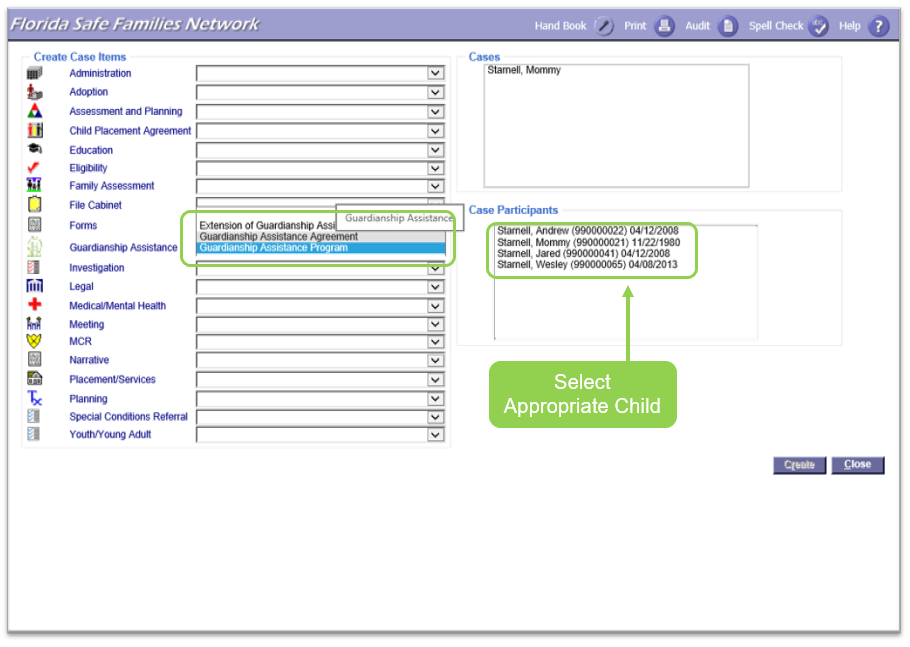 Florida Safe Families Network
Hand Book Print Audit Spell Check Help ?
Create Case Items
Administration
Adoption
Assessment and Planning
Child Placement Agreement
Education
Eligibility
Family Assessment
File Cabinet
Forms
Guardianship Assistance
Extension of Guardianship Assi
Guardianship Assistance Agreement
Guardianship Assistance Program
Guardianship Assistance
Investigation
Legal
Medical/Mental Health
Meeting
MCR
Narrative
Placement/Services
Tx Planning
Special Conditions Referral
Youth/Young Adult
Cases
Starnell, Mommy
Case Participants
Starnell, Andrew (990000022) 04/12/2008
Starnell, Mommy (990000021) 11/22/1980
Starnell, Jared (990000041) 04/12/2008
Starnell, Wesley (990000065) 04/08/2013
Select
Appropriate Child
Create Close